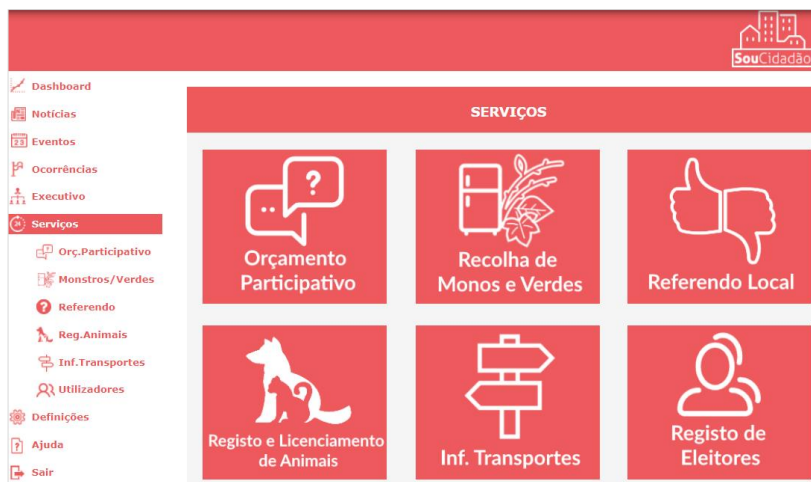 SouCidadão
Dashboard
Notícias
Eventos
Ocorrências
Executivo
Serviços
Orç.Participativo
Monstros/Verdes
Referendo
Reg.Animais
Inf.Transportes
Utilizadores
Definições
Ajuda
Sair
SERVIÇOS
Orçamento
Participativo
Recolha de
Monos e Verdes
Referendo Local
Registo e Licenciamento
de Animais
Inf. Transportes
Registo de
Eleitores